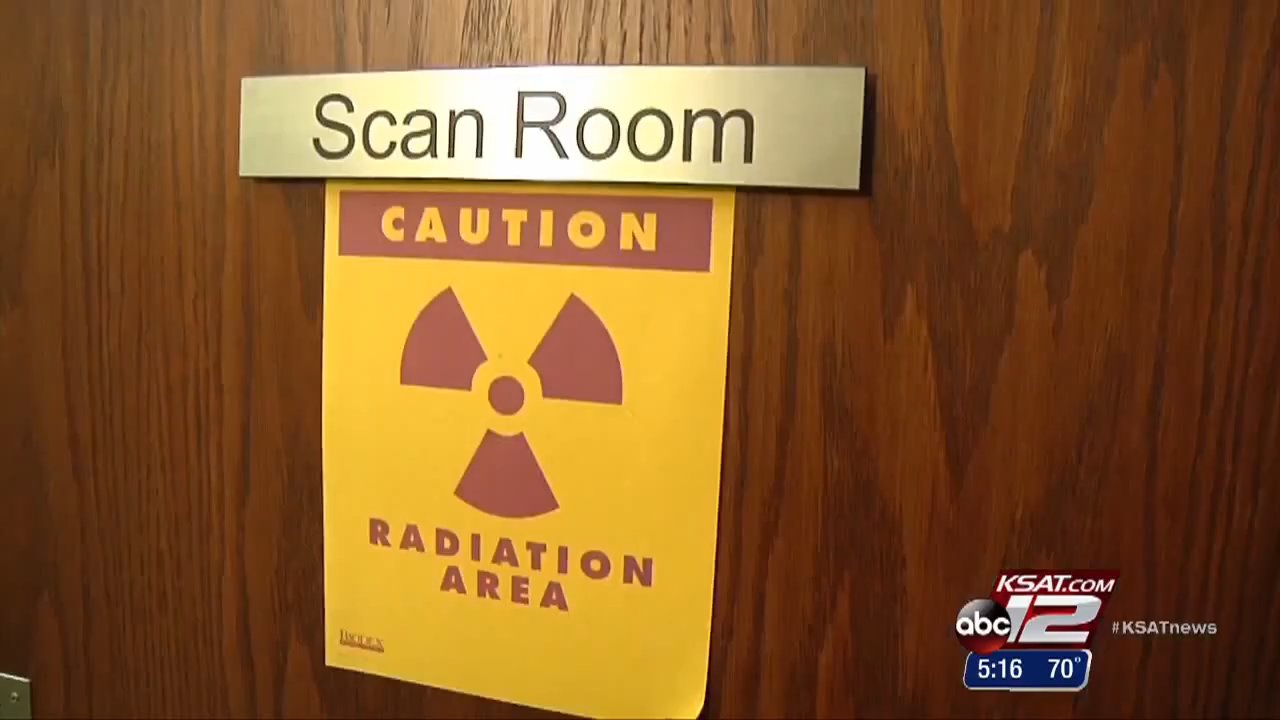 Scan Room
CAUTION
RADIATION
AREA
KSAT.COM
abc 12
#KSATnews
5:16 70°